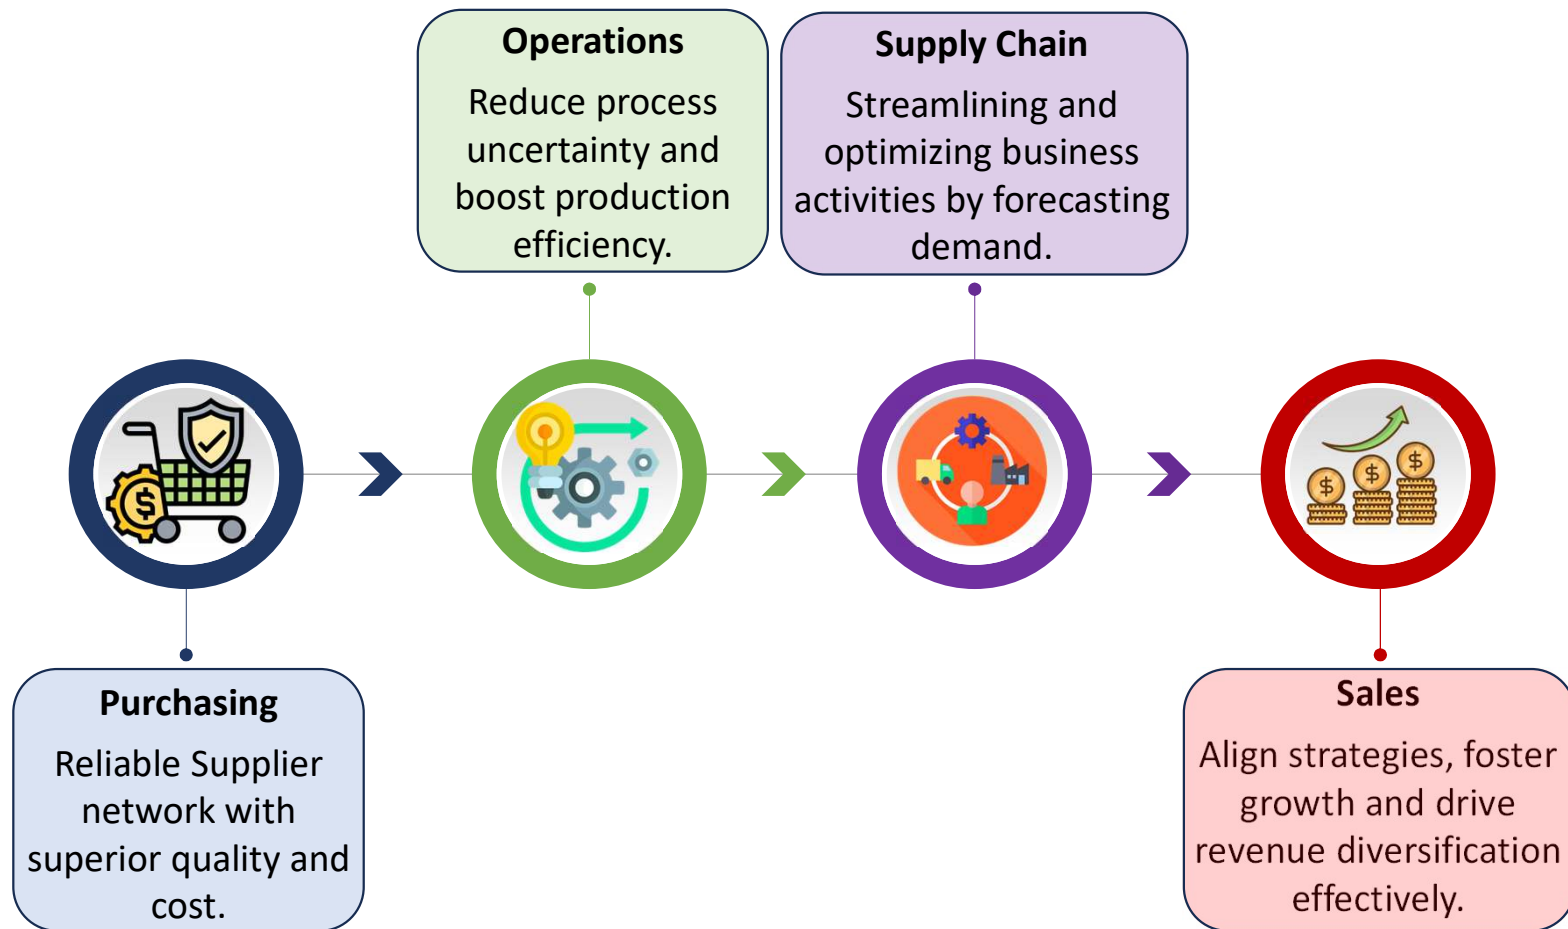 Operations
Reduce process
uncertainty and
boost production
efficiency.
Supply Chain
Streamlining and
optimizing business
activities by forecasting
demand.
$
$
$
$
Purchasing
Reliable Supplier
network with
superior quality and
cost.
Sales
Align strategies, foster
growth and drive
revenue diversification
effectively.